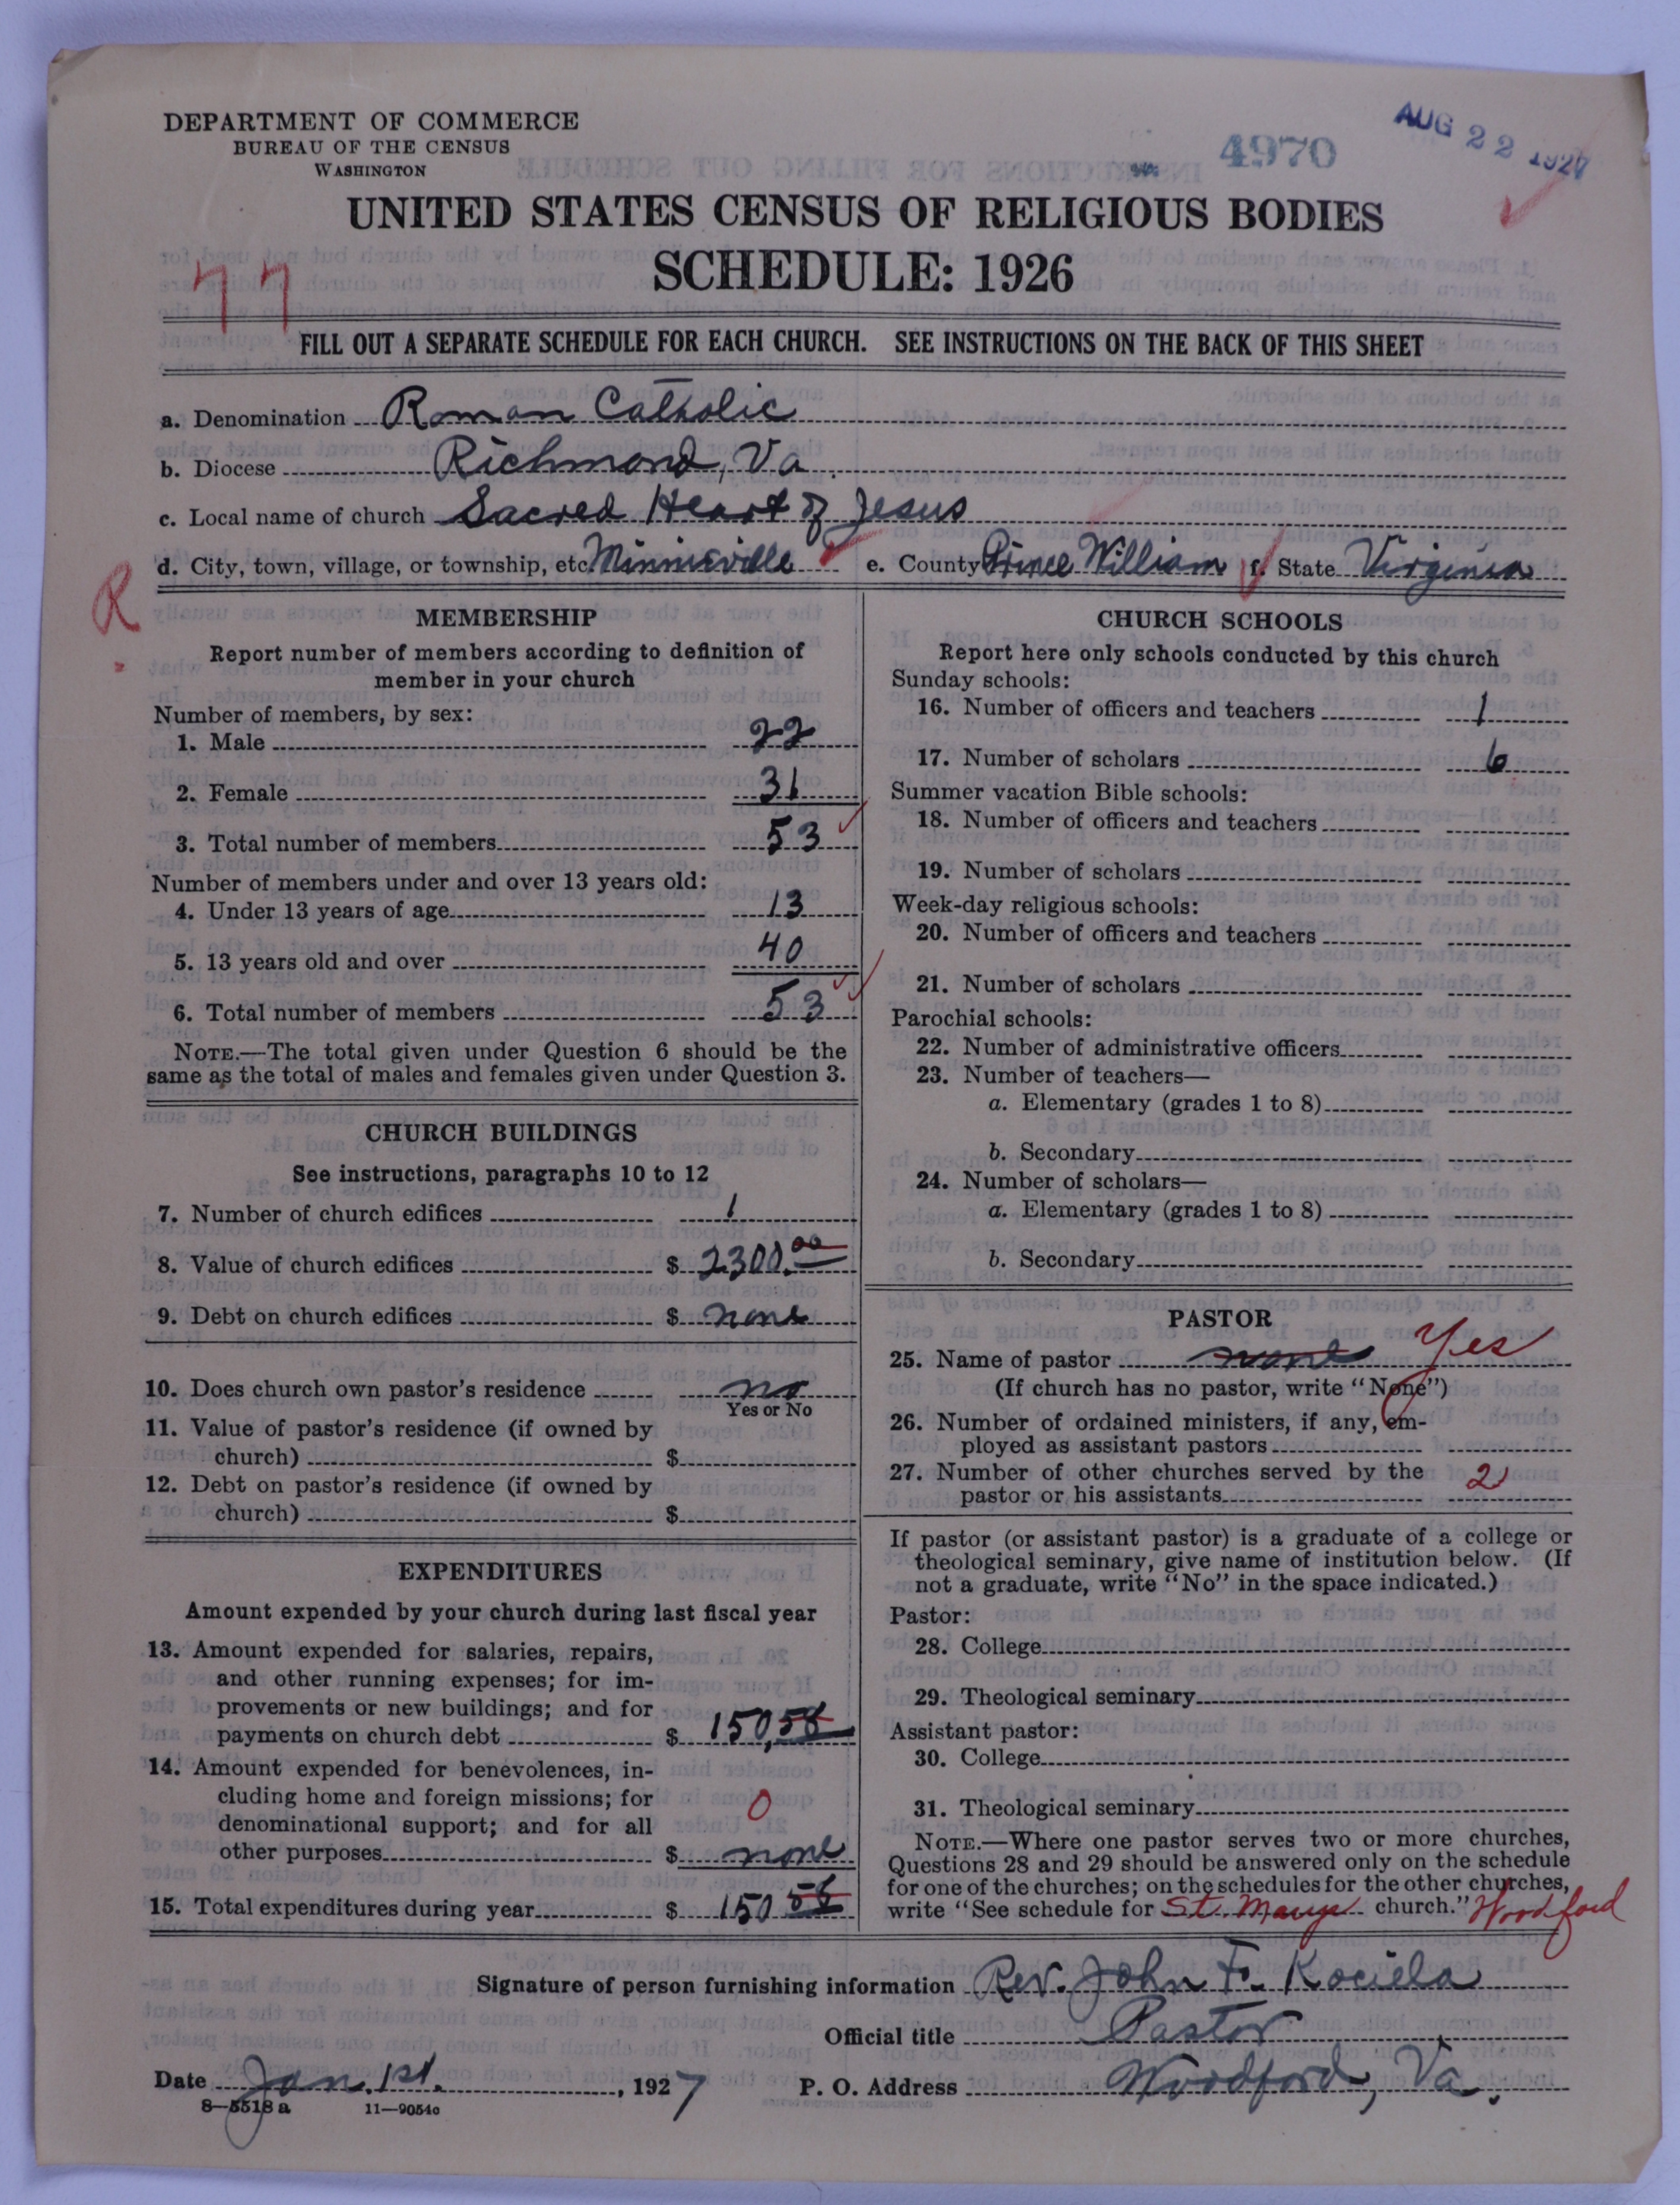 DEPARTMENT OF COMMERCE
BUREAU OF THE CENSUS
WASHINGTON
4970
AUG 22 1927
UNITED STATES CENSUS OF RELIGIOUS BODIES
SCHEDULE: 1926
77
FILL OUT A SEPARATE SCHEDULE FOR EACH CHURCH. SEE INSTRUCTIONS ON THE BACK OF THIS SHEET
a. Denomination Roman Catholic
b. Diocese Richmond, Va.
c. Local name of church Sacred Heart of Jesus
d. City, town, village, or township, etc. Minnieville e. County Prince William f. State Virginia
R
MEMBERSHIP
Report number of members according to definition of
member in your church
Number of members, by sex:
1. Male 22
2. Female 31
3. Total number of members 53
Number of members under and over 13 years old:
4. Under 13 years of age 13
5. 13 years old and over 40
6. Total number of members 53
NOTE.—The total given under Question 6 should be the
same as the total of males and females given under Question 3.
CHURCH BUILDINGS
See instructions, paragraphs 10 to 12
7. Number of church edifices 1
8. Value of church edifices $ 2300.00
9. Debt on church edifices $ none
10. Does church own pastor's residence no
Yes or No
11. Value of pastor's residence (if owned by
church) $
12. Debt on pastor's residence (if owned by
church) $
EXPENDITURES
Amount expended by your church during last fiscal year
13. Amount expended for salaries, repairs,
and other running expenses; for im-
provements or new buildings; and for
payments on church debt $ 150,58
14. Amount expended for benevolences, in-
cluding home and foreign missions; for
denominational support; and for all 0
other purposes $ none
15. Total expenditures during year $ 150 58
CHURCH SCHOOLS
Report here only schools conducted by this church
Sunday schools:
16. Number of officers and teachers 1
17. Number of scholars 6
Summer vacation Bible schools:
18. Number of officers and teachers
19. Number of scholars
Week-day religious schools:
20. Number of officers and teachers
21. Number of scholars
Parochial schools:
22. Number of administrative officers
23. Number of teachers—
a. Elementary (grades 1 to 8)
b. Secondary
24. Number of scholars—
a. Elementary (grades 1 to 8)
b. Secondary
PASTOR
25. Name of pastor none Yes
(If church has no pastor, write "None")
26. Number of ordained ministers, if any, em-
ployed as assistant pastors
27. Number of other churches served by the 2
pastor or his assistants
If pastor (or assistant pastor) is a graduate of a college or
theological seminary, give name of institution below. (If
not a graduate, write "No" in the space indicated.)
Pastor:
28. College
29. Theological seminary
Assistant pastor:
30. College
31. Theological seminary
NOTE.—Where one pastor serves two or more churches,
Questions 28 and 29 should be answered only on the schedule
for one of the churches; on the schedules for the other churches,
write "See schedule for St. Marys church." Woodford
Signature of person furnishing information Rev. John F. Kociela
Official title Pastor
Date Jan. 1st. , 1927 P. O. Address Woodford, Va.
8—5518 a 11—9054c